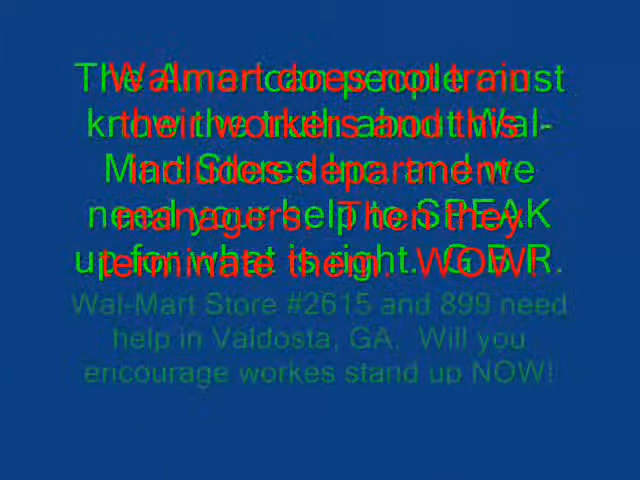 The American people must
know the truth about Wal-
Mart Stores Inc. and we
need your help to SPEAK
up for what is right. G.B.R.
Walmart does not train
their workers and this
includes department
managers. Then they
terminate them. WOW!
Wal-Mart Store #2615 and 899 need
help in Valdosta, GA. Will you
encourage workes stand up NOW!